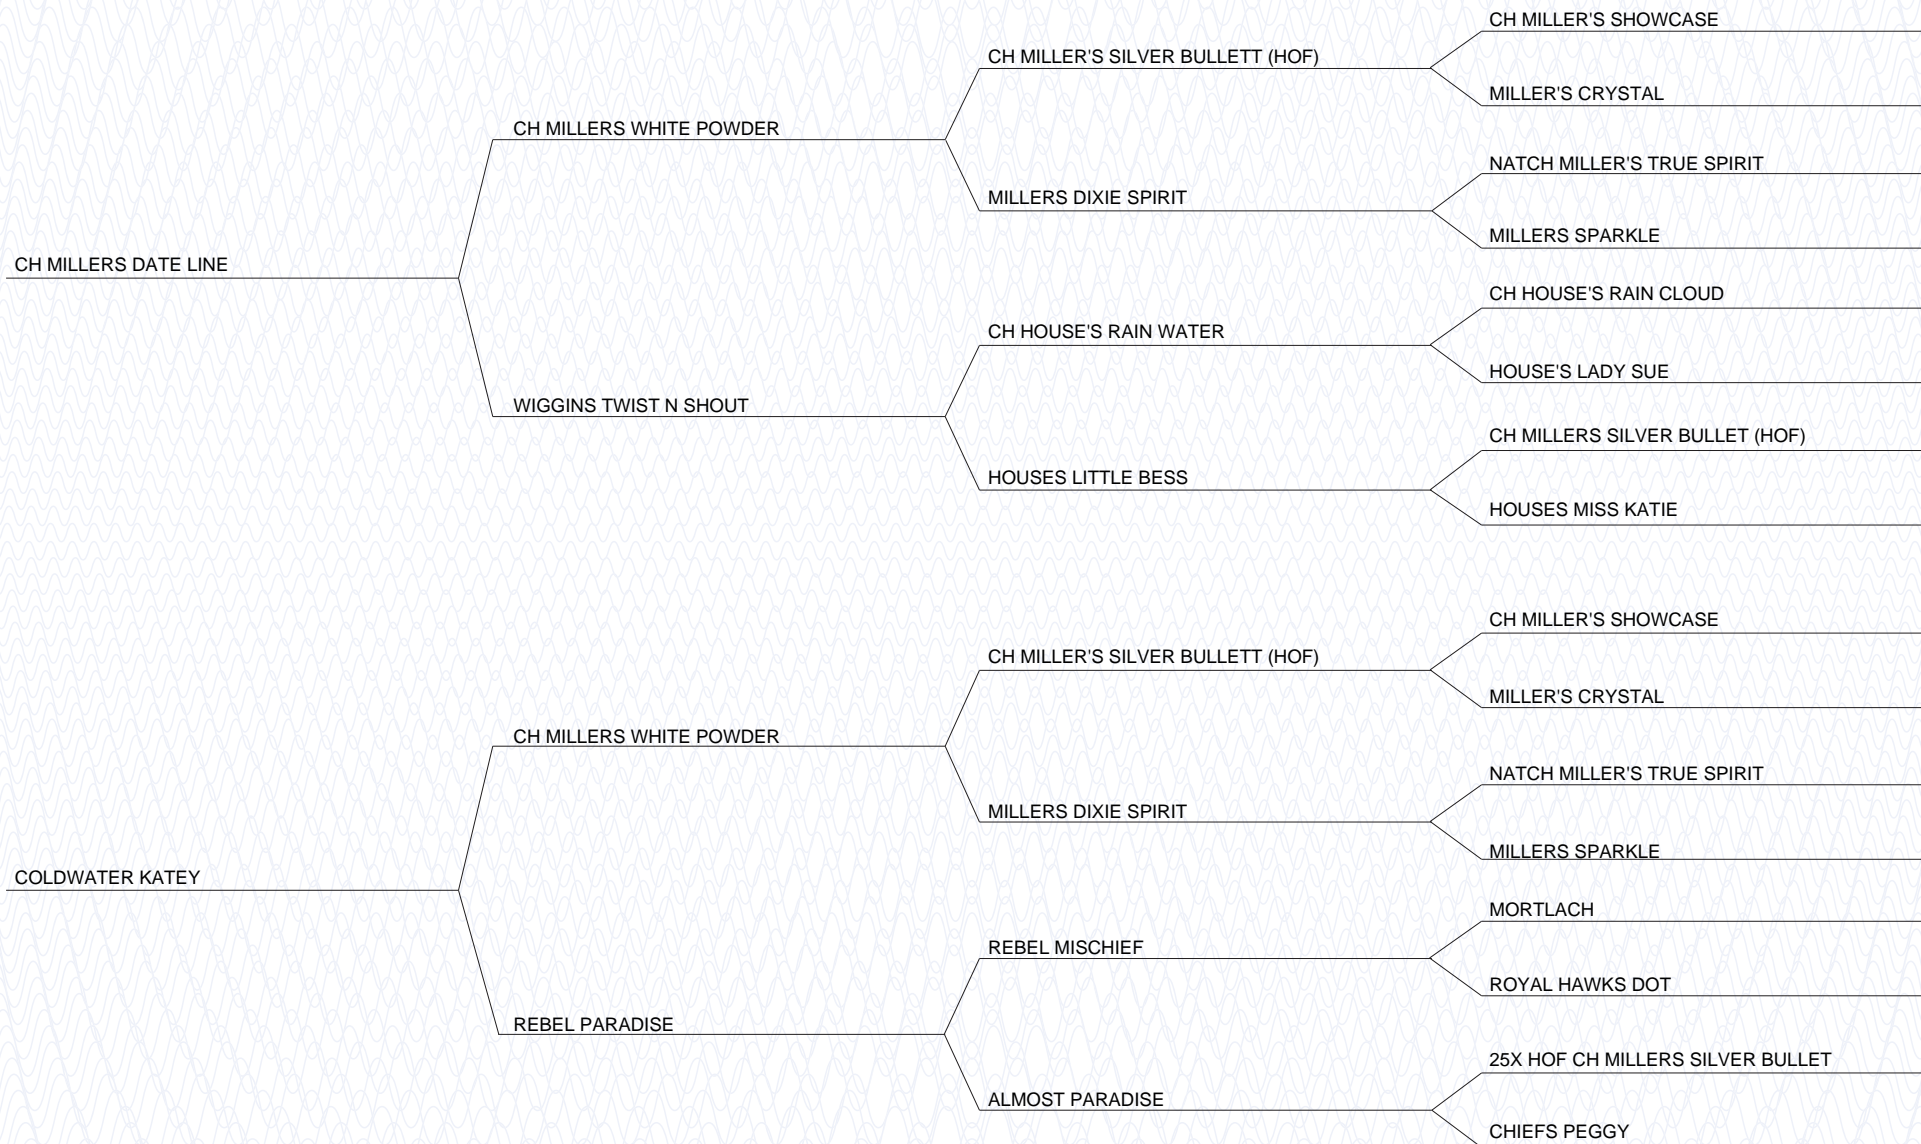 CH MILLER'S SHOWCASE
CH MILLER'S SILVER BULLETT (HOF)
MILLER'S CRYSTAL
CH MILLERS WHITE POWDER
NATCH MILLER'S TRUE SPIRIT
MILLERS DIXIE SPIRIT
MILLERS SPARKLE
CH MILLERS DATE LINE
CH HOUSE'S RAIN CLOUD
CH HOUSE'S RAIN WATER
HOUSE'S LADY SUE
WIGGINS TWIST N SHOUT
CH MILLERS SILVER BULLET (HOF)
HOUSES LITTLE BESS
HOUSES MISS KATIE
CH MILLER'S SHOWCASE
CH MILLER'S SILVER BULLETT (HOF)
MILLER'S CRYSTAL
CH MILLERS WHITE POWDER
NATCH MILLER'S TRUE SPIRIT
MILLERS DIXIE SPIRIT
MILLERS SPARKLE
COLDWATER KATEY
MORTLACH
REBEL MISCHIEF
ROYAL HAWKS DOT
REBEL PARADISE
25X HOF CH MILLERS SILVER BULLET
ALMOST PARADISE
CHIEFS PEGGY